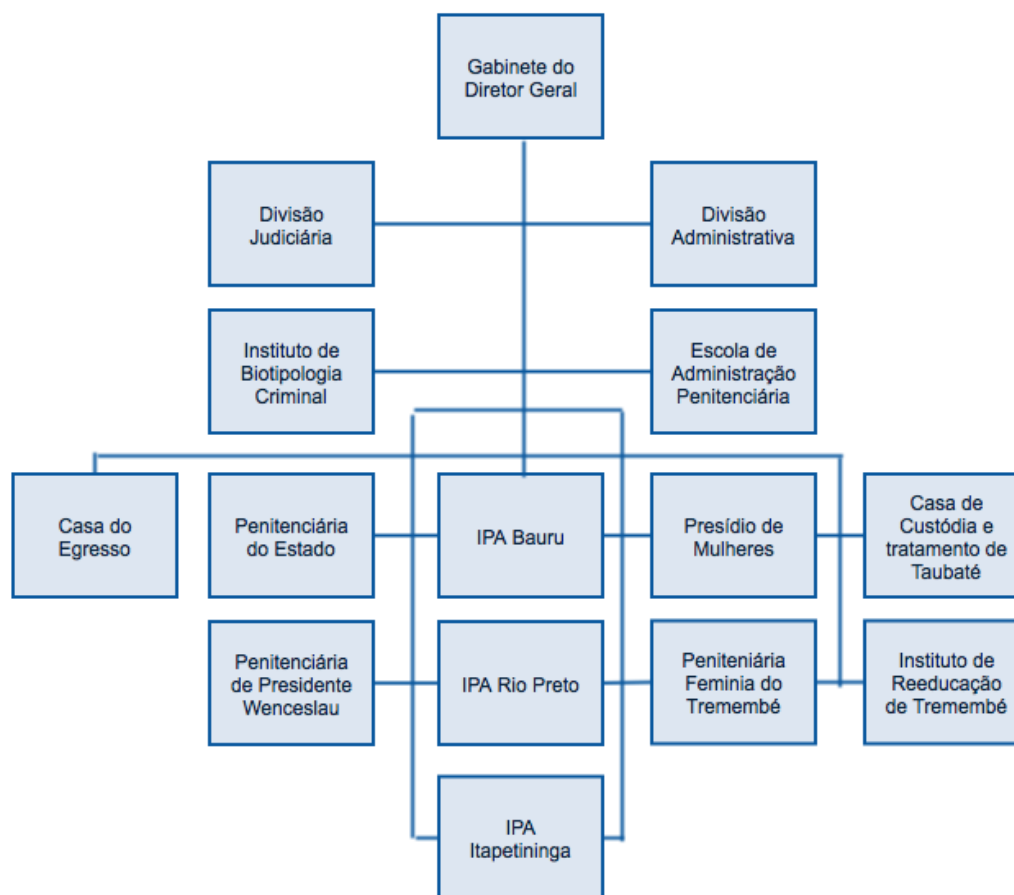 Gabinete do
Diretor Geral
Divisão
Judiciária
Divisão
Administrativa
Instituto de
Biotipologia
Criminal
Escola de
Administração
Penitenciária
Casa do
Egresso
Penitenciária
do Estado
IPA Bauru
Presídio de
Mulheres
Casa de
Custódia e
tratamento de
Taubaté
Penitenciária
de Presidente
Wenceslau
IPA Rio Preto
Peniteniária
Feminia do
Tremembé
Instituto de
Reeducação
de Tremembé
IPA
Itapetininga